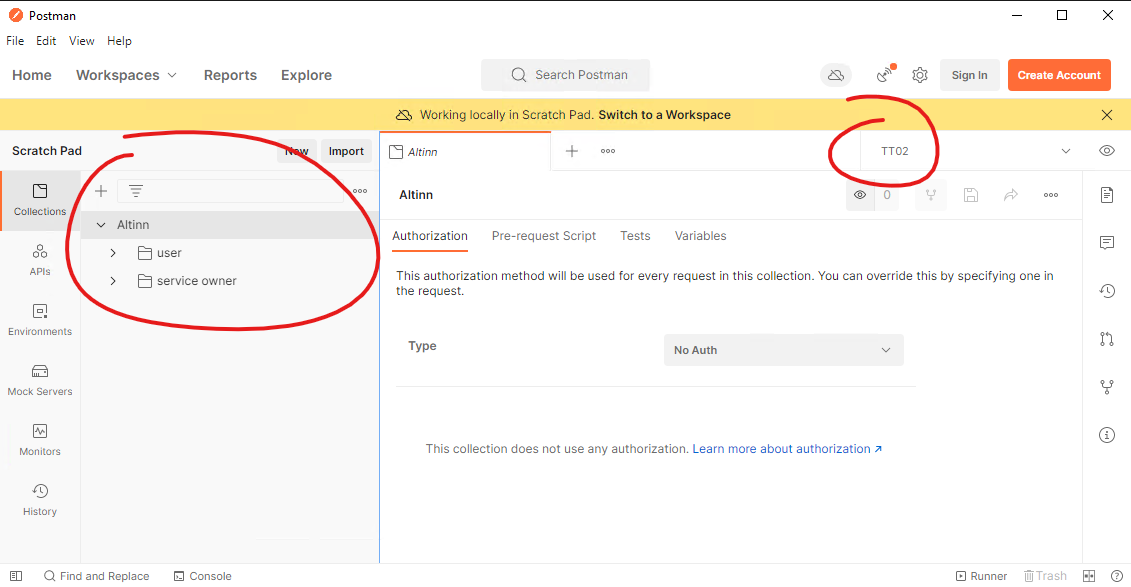 Postman
File Edit View Help
Home Workspaces Reports Explore
Search Postman
Sign In
Create Account
Working locally in Scratch Pad. Switch to a Workspace
Scratch Pad
New
Import
Collections
APIs
Environments
Mock Servers
Monitors
History
Altinn
user
service owner
Altinn
TT02
Altinn
0
Authorization Pre-request Script Tests Variables
This authorization method will be used for every request in this collection. You can override this by specifying one in
the request.
Type
No Auth
This collection does not use any authorization. Learn more about authorization ↗
Find and Replace
Console
Runner
Trash